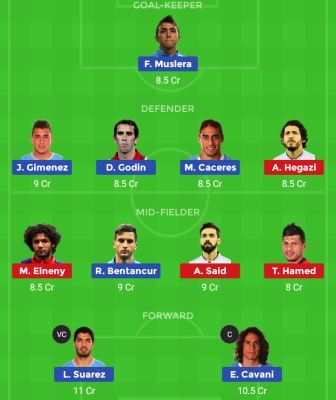 GOAL-KEEPER
F. Muslera
8.5 Cr
DEFENDER
J. Gimenez
D. Godin
M. Caceres
A. Hegazi
9 Cr
8.5 Cr
8.5 Cr
8.5 Cr
MID-FIELDER
M. Elneny
R. Bentancur
A. Said
T. Hamed
8.5 Cr
9 Cr
9 Cr
8 Cr
FORWARD
VC
C
L. Suarez
E. Cavani
11 Cr
10.5 Cr